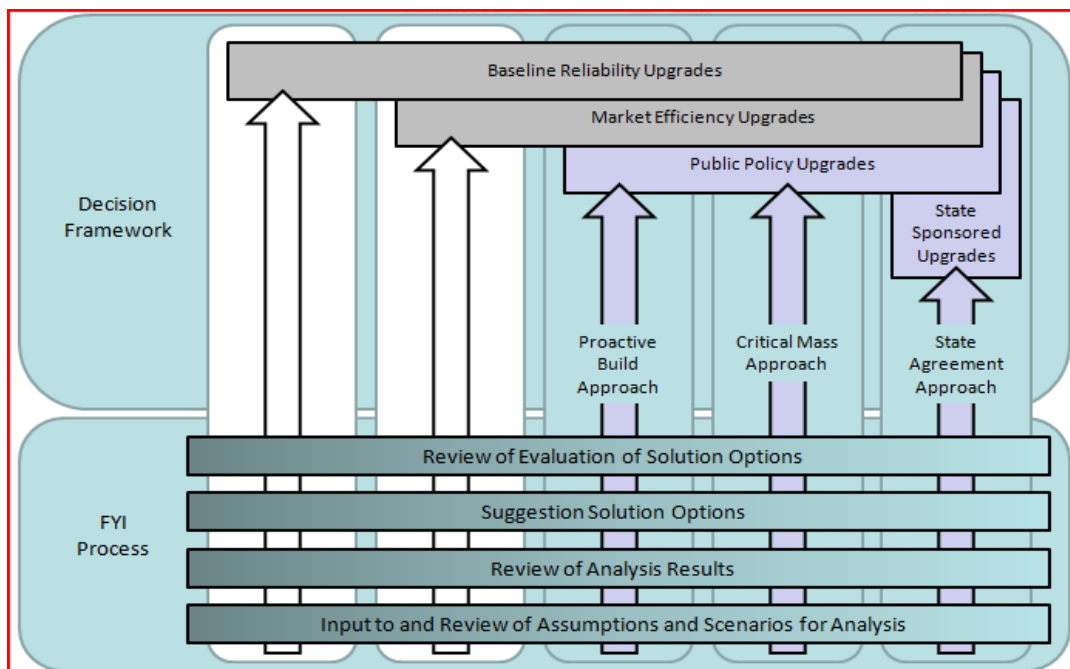 Baseline Reliability Upgrades
Market Efficiency Upgrades
Public Policy Upgrades
State
Sponsored
Upgrades
Decision
Framework
Proactive
Build
Approach
Critical Mass
Approach
State
Agreement
Approach
Review of Evaluation of Solution Options
Suggestion Solution Options
FYI
Process
Review of Analysis Results
Input to and Review of Assumptions and Scenarios for Analysis